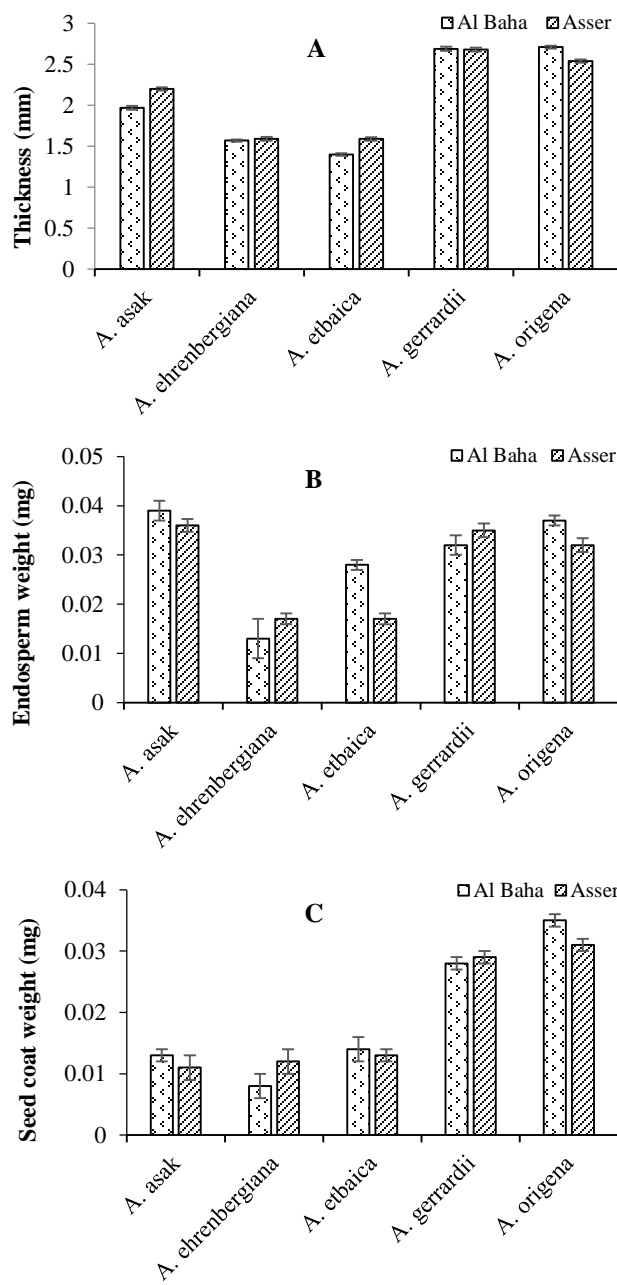 Al Baha Asser
A
Thickness (mm)
3
2.5
2
1.5
1
0.5
0
A. asak
A. ehrenbergiana
A. etbaica
A. gerrardii
A. origena
Al Baha Asser
B
Endosperm weight (mg)
0.05
0.04
0.03
0.02
0.01
0
A. asak
A. ehrenbergiana
A. etbaica
A. gerrardii
A. origena
Al Baha Asser
C
Seed coat weight (mg)
0.04
0.03
0.02
0.01
0
A. asak
A. ehrenbergiana
A. etbaica
A. gerrardii
A. origena